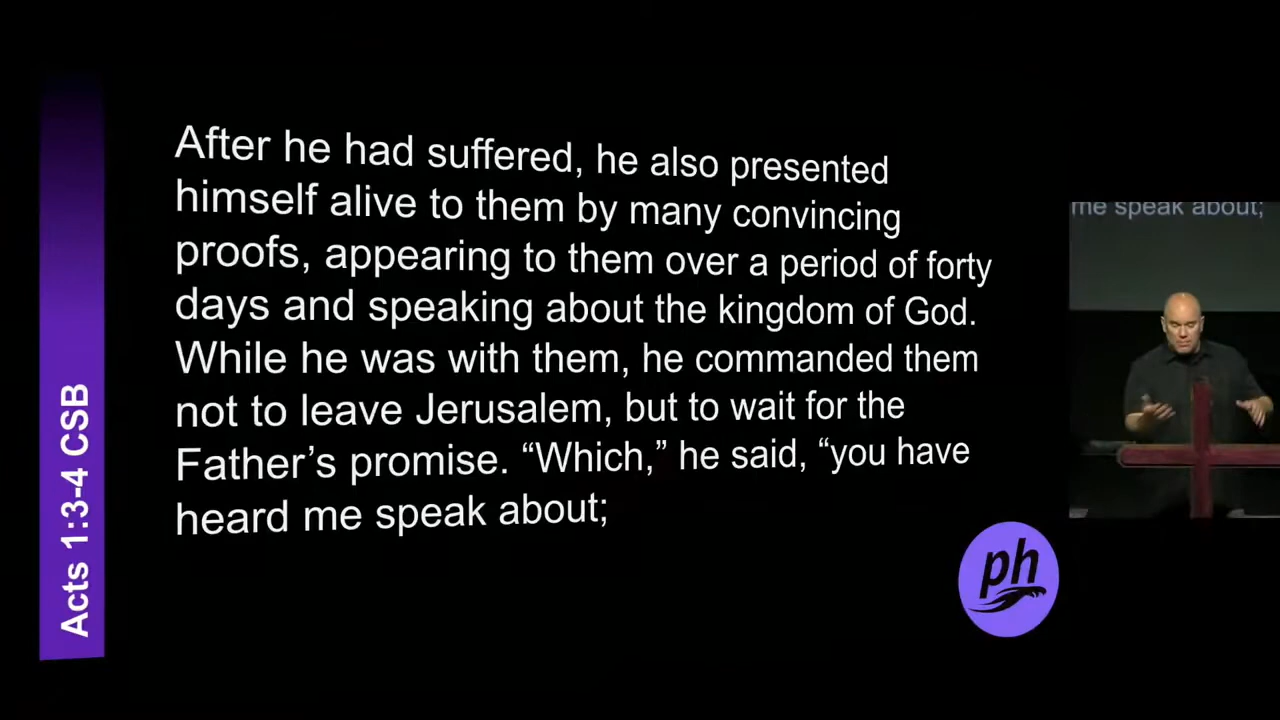 After he had suffered, he also presented
himself alive to them by many convincing
proofs, appearing to them over a period of forty
days and speaking about the kingdom of God.
While he was with them, he commanded them
not to leave Jerusalem, but to wait for the
Father’s promise. “Which,” he said, “you have
heard me speak about;
Acts 1:3-4 CSB
me speak about;
ph